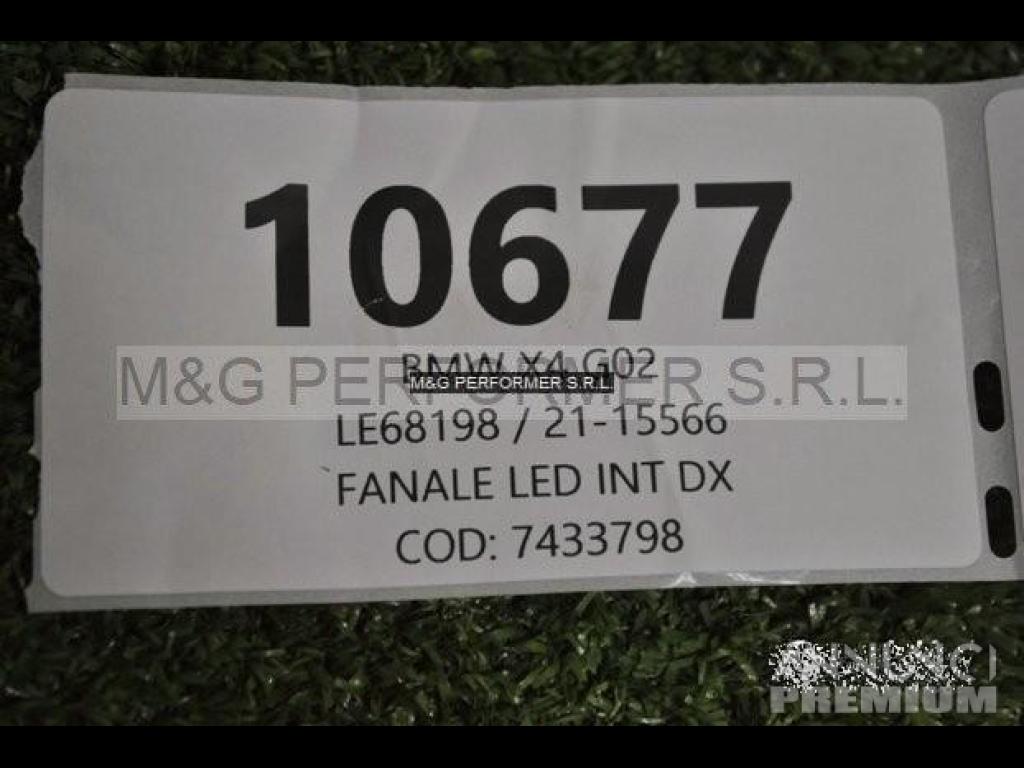 10677
BMW X4 G02
M&G PERFORMER S.R.L.
M&G PERFORMER S.R.L.
LE68198 / 21-15566
FANALE LED INT DX
COD: 7433798
PREMIUM